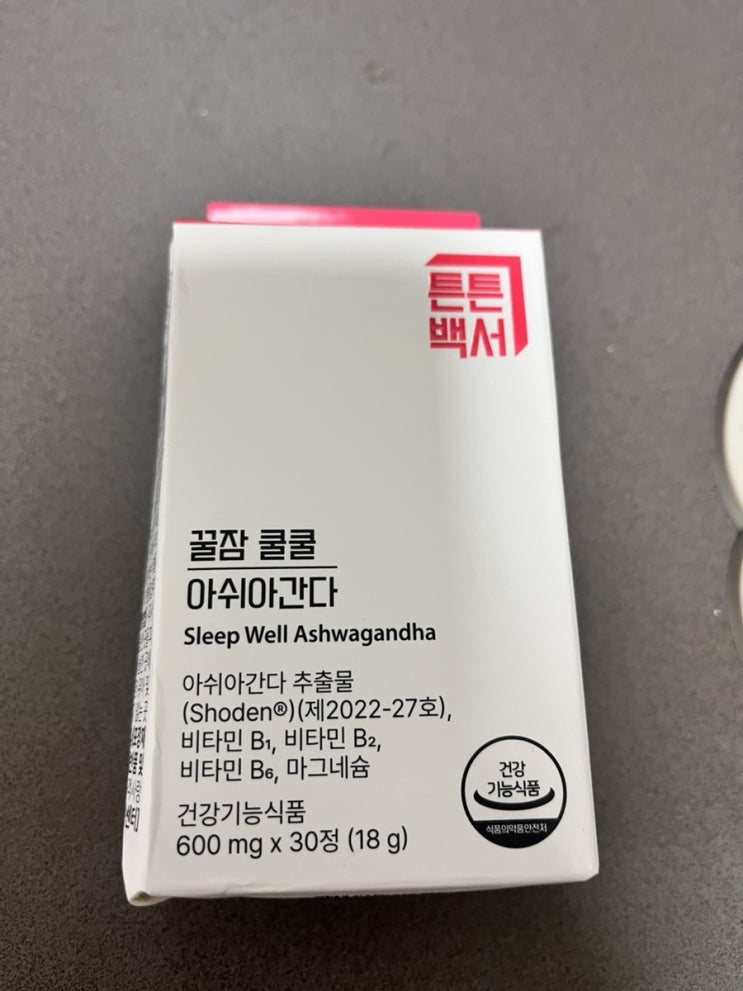 튼튼
백서
꿀잠 쿨쿨
아쉬아간다
Sleep Well Ashwagandha
아쉬아간다 추출물
(Shoden®)(제2022-27호),
비타민 B₁, 비타민 B₂,
비타민 B₆, 마그네슘
건강기능식품
600 mg x 30정 (18 g)
건강
기능식품
식품의약품안전처